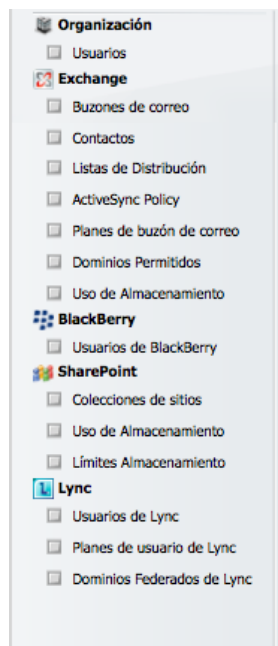 Organización
Usuarios
Exchange
Buzones de correo
Contactos
Listas de Distribución
ActiveSync Policy
Planes de buzón de correo
Dominios Permitidos
Uso de Almacenamiento
BlackBerry
Usuarios de BlackBerry
SharePoint
Colecciones de sitios
Uso de Almacenamiento
Límites Almacenamiento
Lync
Usuarios de Lync
Planes de usuario de Lync
Dominios Federados de Lync